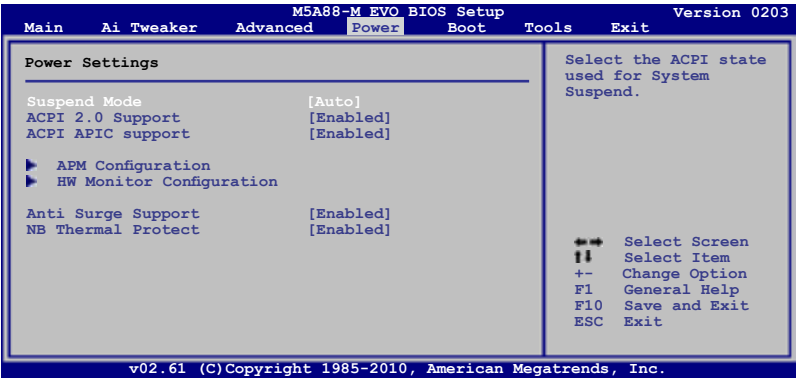 M5A88-M EVO BIOS Setup Version 0203
Main Ai Tweaker Advanced Power Boot Tools Exit
Power Settings
Suspend Mode [Auto]
ACPI 2.0 Support [Enabled]
ACPI APIC support [Enabled]
APM Configuration
HW Monitor Configuration
Anti Surge Support [Enabled]
NB Thermal Protect [Enabled]
Select the ACPI state
used for System
Suspend.
Select Screen
Select Item
+- Change Option
F1 General Help
F10 Save and Exit
ESC Exit
v02.61 (C)Copyright 1985-2010, American Megatrends, Inc.